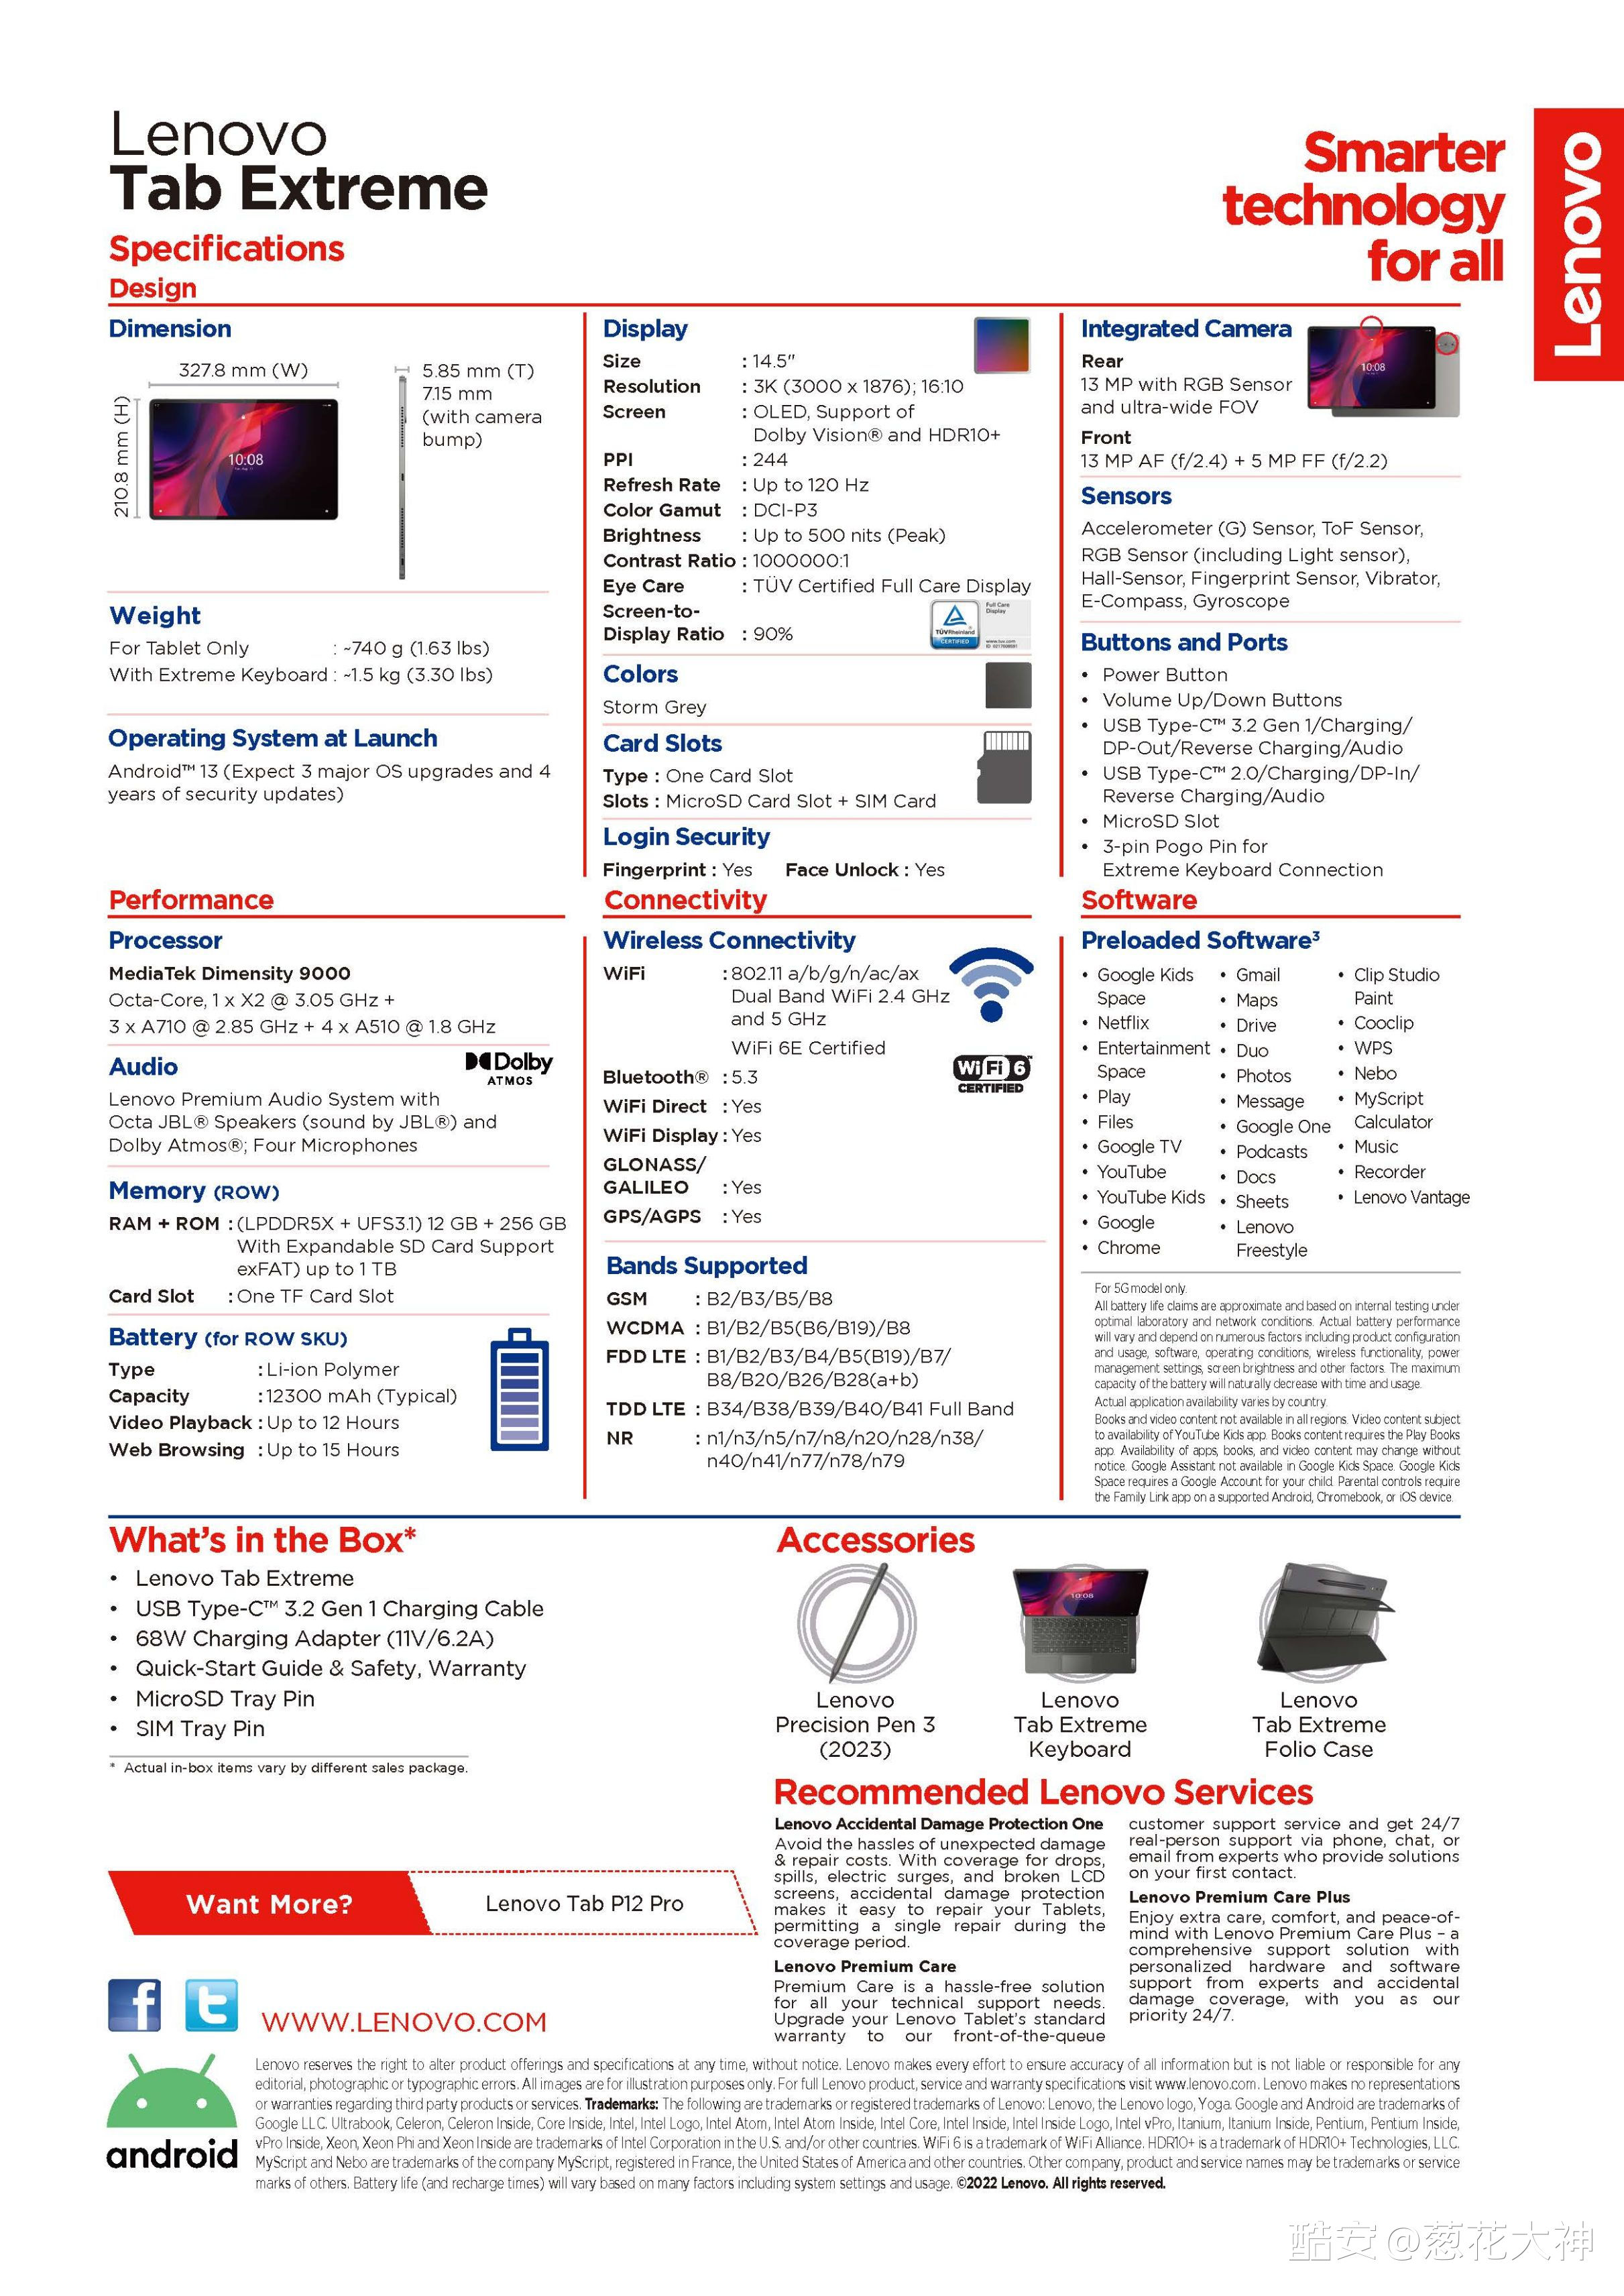 Lenovo
Tab Extreme
Specifications
Design
Smarter
technology
for all
Lenovo
Dimension
327.8 mm (W)
210.8 mm (H)
10:08
5.85 mm (T)
7.15 mm
(with camera
bump)
Weight
For Tablet Only : ~740 g (1.63 lbs)
With Extreme Keyboard : ~1.5 kg (3.30 lbs)
Operating System at Launch
Android™ 13 (Expect 3 major OS upgrades and 4
years of security updates)
Display
Size : 14.5"
Resolution : 3K (3000 x 1876); 16:10
Screen : OLED, Support of
Dolby Vision® and HDR10+
PPI : 244
Refresh Rate : Up to 120 Hz
Color Gamut : DCI-P3
Brightness : Up to 500 nits (Peak)
Contrast Ratio : 1000000:1
Eye Care : TÜV Certified Full Care Display
Screen-to-
Display Ratio : 90%
TÜVRheinland
CERTIFIED
Full Care
Display
www.tuv.com
Colors
Storm Grey
Card Slots
Type : One Card Slot
Slots : MicroSD Card Slot + SIM Card
Login Security
Fingerprint : Yes Face Unlock : Yes
Integrated Camera
Rear
13 MP with RGB Sensor
and ultra-wide FOV
10:08
Front
13 MP AF (f/2.4) + 5 MP FF (f/2.2)
Sensors
Accelerometer (G) Sensor, ToF Sensor,
RGB Sensor (including Light sensor),
Hall-Sensor, Fingerprint Sensor, Vibrator,
E-Compass, Gyroscope
Buttons and Ports
• Power Button
• Volume Up/Down Buttons
• USB Type-C™ 3.2 Gen 1/Charging/
DP-Out/Reverse Charging/Audio
• USB Type-C™ 2.0/Charging/DP-In/
Reverse Charging/Audio
• MicroSD Slot
• 3-pin Pogo Pin for
Extreme Keyboard Connection
Performance
Processor
MediaTek Dimensity 9000
Octa-Core, 1 x X2 @ 3.05 GHz +
3 x A710 @ 2.85 GHz + 4 x A510 @ 1.8 GHz
Audio
Dolby
ATMOS
Lenovo Premium Audio System with
Octa JBL® Speakers (sound by JBL®) and
Dolby Atmos®; Four Microphones
Memory (ROW)
RAM + ROM : (LPDDR5X + UFS3.1) 12 GB + 256 GB
With Expandable SD Card Support
exFAT) up to 1 TB
Card Slot : One TF Card Slot
Battery (for ROW SKU)
Type : Li-ion Polymer
Capacity : 12300 mAh (Typical)
Video Playback : Up to 12 Hours
Web Browsing : Up to 15 Hours
Connectivity
Wireless Connectivity
WiFi : 802.11 a/b/g/n/ac/ax
Dual Band WiFi 2.4 GHz
and 5 GHz
WiFi 6E Certified
Wi Fi 6
CERTIFIED
Bluetooth® : 5.3
WiFi Direct : Yes
WiFi Display : Yes
GLONASS/
GALILEO : Yes
GPS/AGPS : Yes
Bands Supported
GSM : B2/B3/B5/B8
WCDMA : B1/B2/B5(B6/B19)/B8
FDD LTE : B1/B2/B3/B4/B5(B19)/B7/
B8/B20/B26/B28(a+b)
TDD LTE : B34/B38/B39/B40/B41 Full Band
NR : n1/n3/n5/n7/n8/n20/n28/n38/
n40/n41/n77/n78/n79
Software
Preloaded Software³
• Google Kids
Space
• Netflix
• Entertainment
Space
• Play
• Files
• Google TV
• YouTube
• YouTube Kids
• Google
• Chrome
• Gmail
• Maps
• Drive
• Duo
• Photos
• Message
• Google One
• Podcasts
• Docs
• Sheets
• Lenovo
Freestyle
• Clip Studio
Paint
• Cooclip
• WPS
• Nebo
• MyScript
Calculator
• Music
• Recorder
• Lenovo Vantage
For 5G model only.
All battery life claims are approximate and based on internal testing under
optimal laboratory and network conditions. Actual battery performance
will vary and depend on numerous factors including product configuration
and usage, software, operating conditions, wireless functionality, power
management settings, screen brightness and other factors. The maximum
capacity of the battery will naturally decrease with time and usage.
Actual application availability varies by country.
Books and video content not available in all regions. Video content subject
to availability of YouTube Kids app. Books content requires the Play Books
app. Availability of apps, books, and video content may change without
notice. Google Assistant not available in Google Kids Space. Google Kids
Space requires a Google Account for your child. Parental controls require
the Family Link app on a supported Android, Chromebook, or iOS device.
What's in the Box*
• Lenovo Tab Extreme
• USB Type-C™ 3.2 Gen 1 Charging Cable
• 68W Charging Adapter (11V/6.2A)
• Quick-Start Guide & Safety, Warranty
• MicroSD Tray Pin
• SIM Tray Pin
* Actual in-box items vary by different sales package.
Accessories
10:08
Lenovo
Precision Pen 3
(2023)
Lenovo
Tab Extreme
Keyboard
Lenovo
Tab Extreme
Folio Case
Recommended Lenovo Services
Lenovo Accidental Damage Protection One
Avoid the hassles of unexpected damage
& repair costs. With coverage for drops,
spills, electric surges, and broken LCD
screens, accidental damage protection
makes it easy to repair your Tablets,
permitting a single repair during the
coverage period.
Lenovo Premium Care
Premium Care is a hassle-free solution
for all your technical support needs.
Upgrade your Lenovo Tablet's standard
warranty to our front-of-the-queue
customer support service and get 24/7
real-person support via phone, chat, or
email from experts who provide solutions
on your first contact.
Lenovo Premium Care Plus
Enjoy extra care, comfort, and peace-of-
mind with Lenovo Premium Care Plus – a
comprehensive support solution with
personalized hardware and software
support from experts and accidental
damage coverage, with you as our
priority 24/7.
Want More?
Lenovo Tab P12 Pro
WWW.LENOVO.COM
android
Lenovo reserves the right to alter product offerings and specifications at any time, without notice. Lenovo makes every effort to ensure accuracy of all information but is not liable or responsible for any
editorial, photographic or typographic errors. All images are for illustration purposes only. For full Lenovo product, service and warranty specifications visit www.lenovo.com. Lenovo makes no representations
or warranties regarding third party products or services. Trademarks: The following are trademarks or registered trademarks of Lenovo: Lenovo, the Lenovo logo, Yoga. Google and Android are trademarks of
Google LLC. Ultrabook, Celeron, Celeron Inside, Core Inside, Intel, Intel Logo, Intel Atom, Intel Atom Inside, Intel Core, Intel Inside, Intel Inside Logo, Intel vPro, Itanium, Itanium Inside, Pentium, Pentium Inside,
vPro Inside, Xeon, Xeon Phi and Xeon Inside are trademarks of Intel Corporation in the U.S. and/or other countries. WiFi 6 is a trademark of WiFi Alliance. HDR10+ is a trademark of HDR10+ Technologies, LLC.
MyScript and Nebo are trademarks of the company MyScript, registered in France, the United States of America and other countries. Other company, product and service names may be trademarks or service
marks of others. Battery life (and recharge times) will vary based on many factors including system settings and usage. ©2022 Lenovo. All rights reserved.
酷安@葱花大神